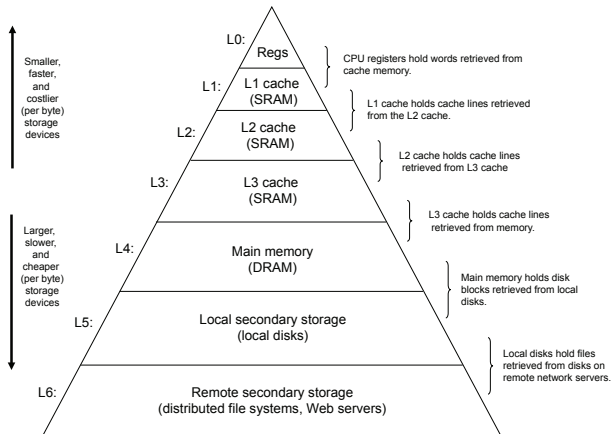 L0:
Regs
CPU registers hold words retrieved from
cache memory.
Smaller,
faster,
and
costlier
(per byte)
storage
devices
L1:
L1 cache
(SRAM)
L1 cache holds cache lines retrieved
from the L2 cache.
L2:
L2 cache
(SRAM)
L2 cache holds cache lines
retrieved from L3 cache
L3:
L3 cache
(SRAM)
L3 cache holds cache lines
retrieved from memory.
Larger,
slower,
and
cheaper
(per byte)
storage
devices
L4:
Main memory
(DRAM)
Main memory holds disk
blocks retrieved from local
disks.
L5:
Local secondary storage
(local disks)
Local disks hold files
retrieved from disks on
remote network servers.
L6:
Remote secondary storage
(distributed file systems, Web servers)